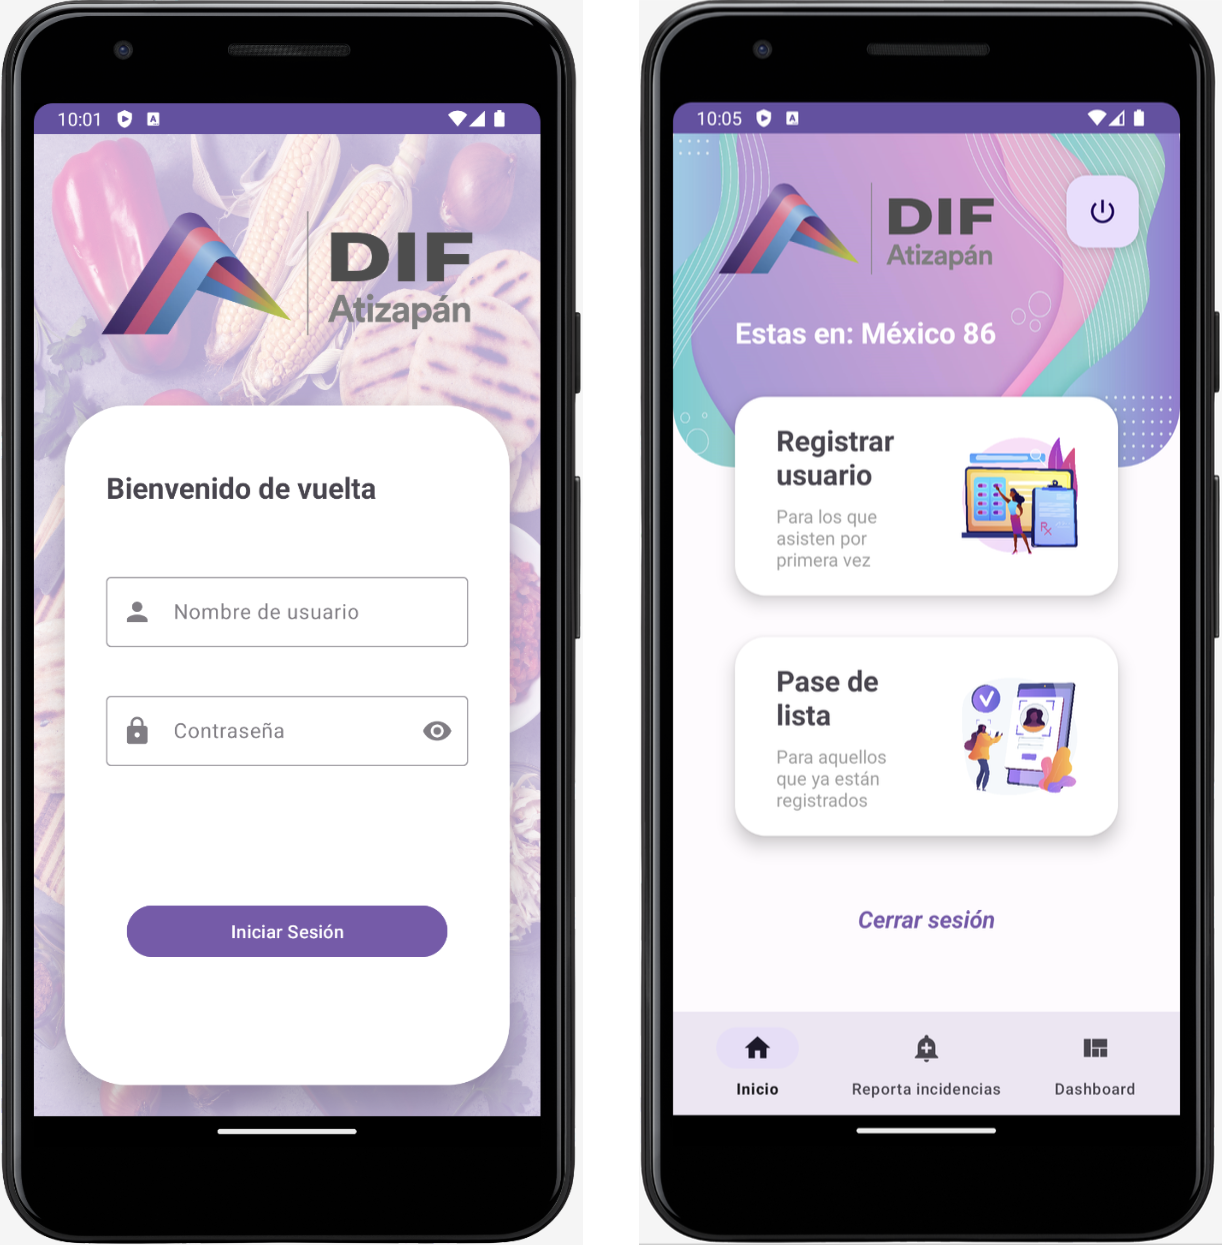 10:01
DIF
Atizapán
Bienvenido de vuelta
Nombre de usuario
Contraseña
Iniciar Sesión
10:05
DIF
Atizapán
Estas en: México 86
Registrar
usuario
Para los que
asisten por
primera vez
Rx
Pase de
lista
Para aquellos
que ya están
registrados
Cerrar sesión
Inicio
Reporta incidencias
Dashboard